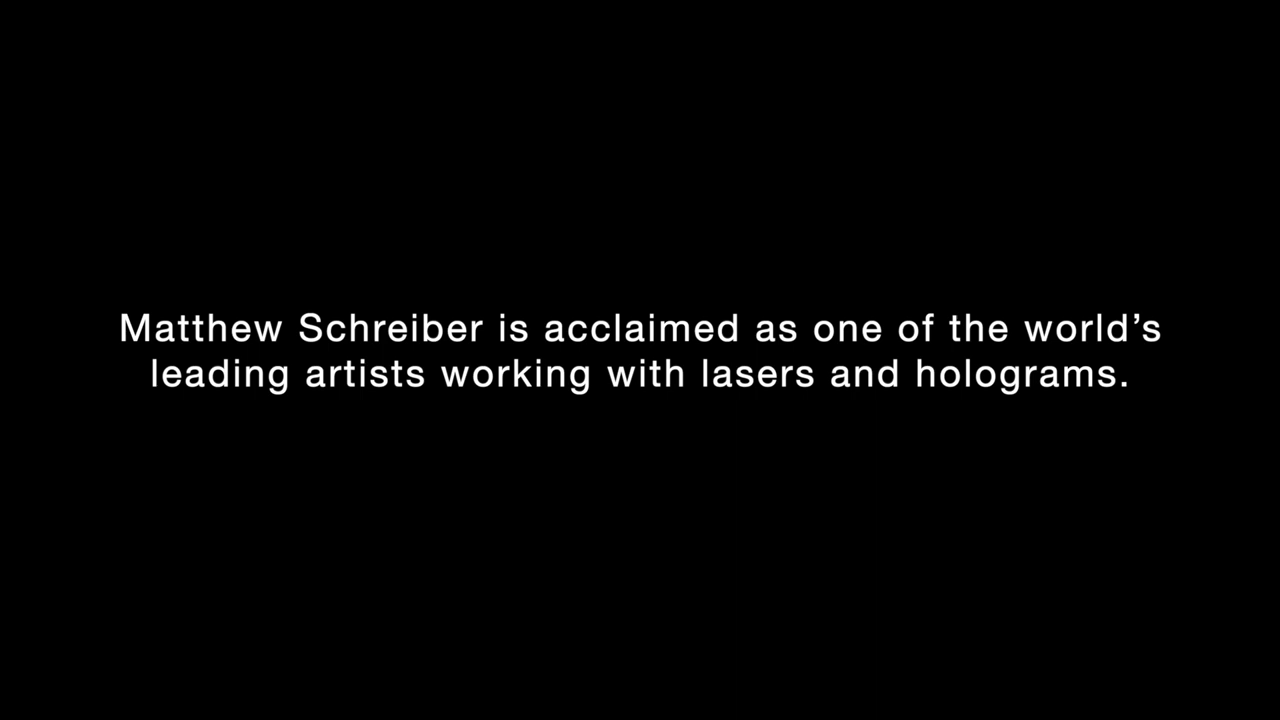 Matthew Schreiber is acclaimed as one of the world’s
leading artists working with lasers and holograms.